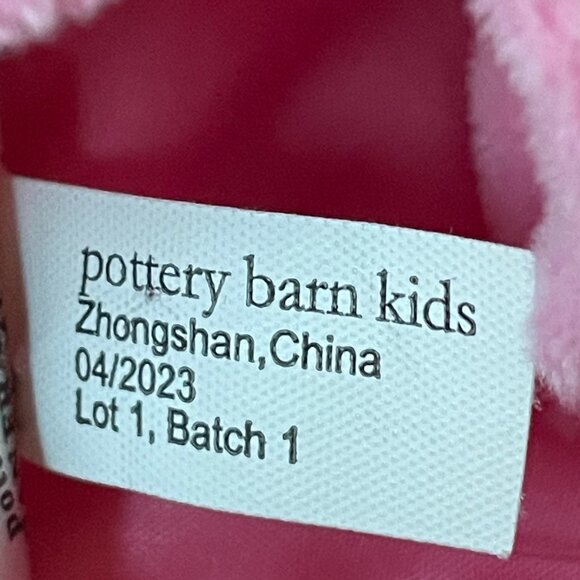 pottery barn kids
Zhongshan,China
04/2023
Lot 1, Batch 1